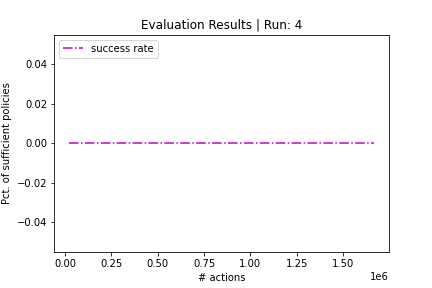 Evaluation Results | Run: 4
success rate
Pct. of sufficient policies
0.04
0.02
0.00
−0.02
−0.04
0.00 0.25 0.50 0.75 1.00 1.25 1.50
1e6
# actions